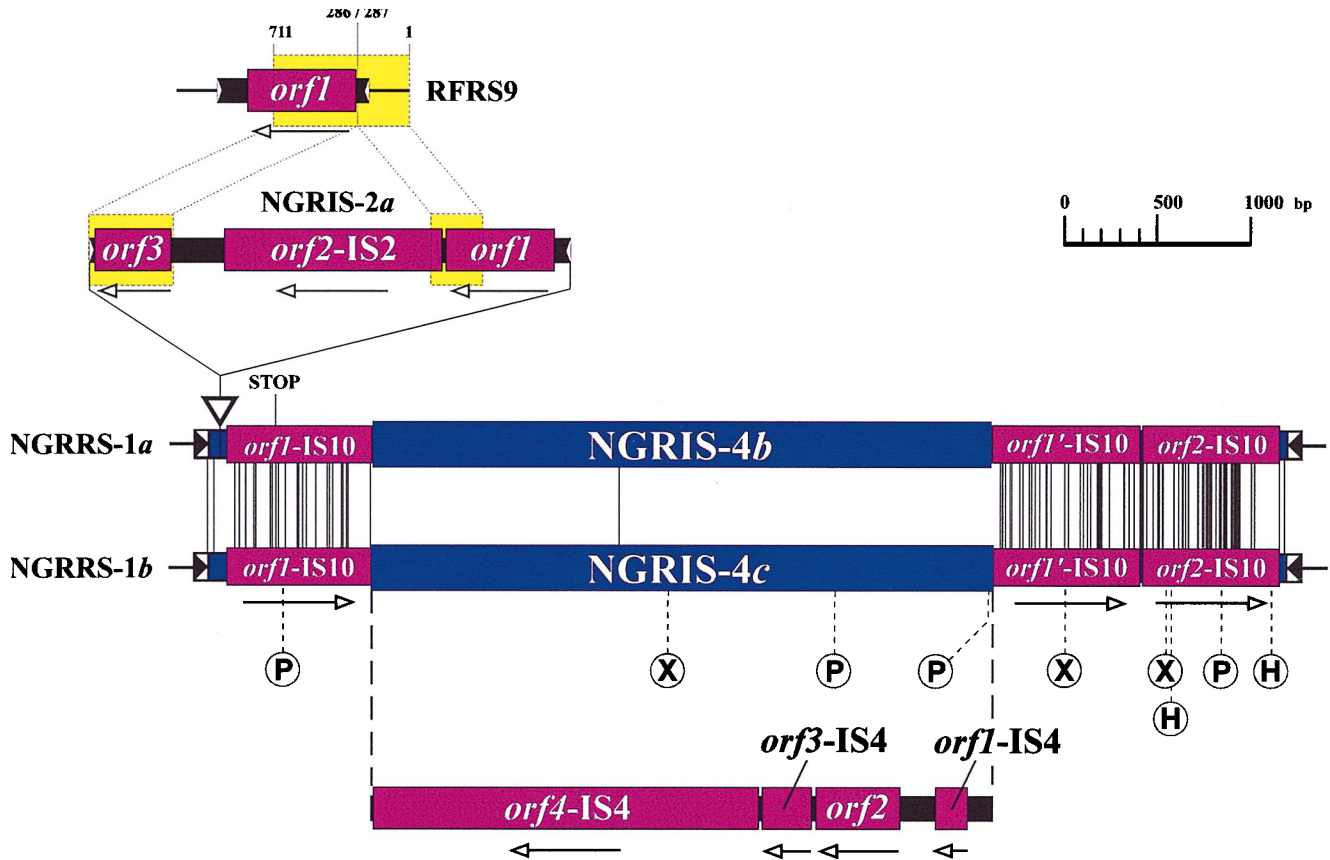 286 / 287
711 1
orf1 RFRS9
NGRIS-2a
0 500 1000 bp
orf3 orf2-IS2 orf1
STOP
NGRRS-1a orf1-IS10 NGRIS-4b orf1'-IS10 orf2-IS10
NGRRS-1b orf1-IS10 NGRIS-4c orf1'-IS10 orf2-IS10
P X P P X X P H
H
orf3-IS4 orf1-IS4
orf4-IS4 orf2